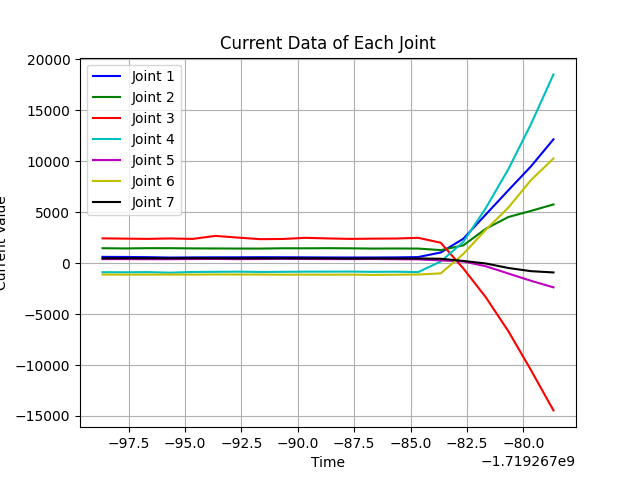 Current Data of Each Joint
20000
15000
10000
5000
0
−5000
−10000
−15000
Joint 1
Joint 2
Joint 3
Joint 4
Joint 5
Joint 6
Joint 7
−97.5 −95.0 −92.5 −90.0 −87.5 −85.0 −82.5 −80.0
Time
−1.719267e9
Current Value